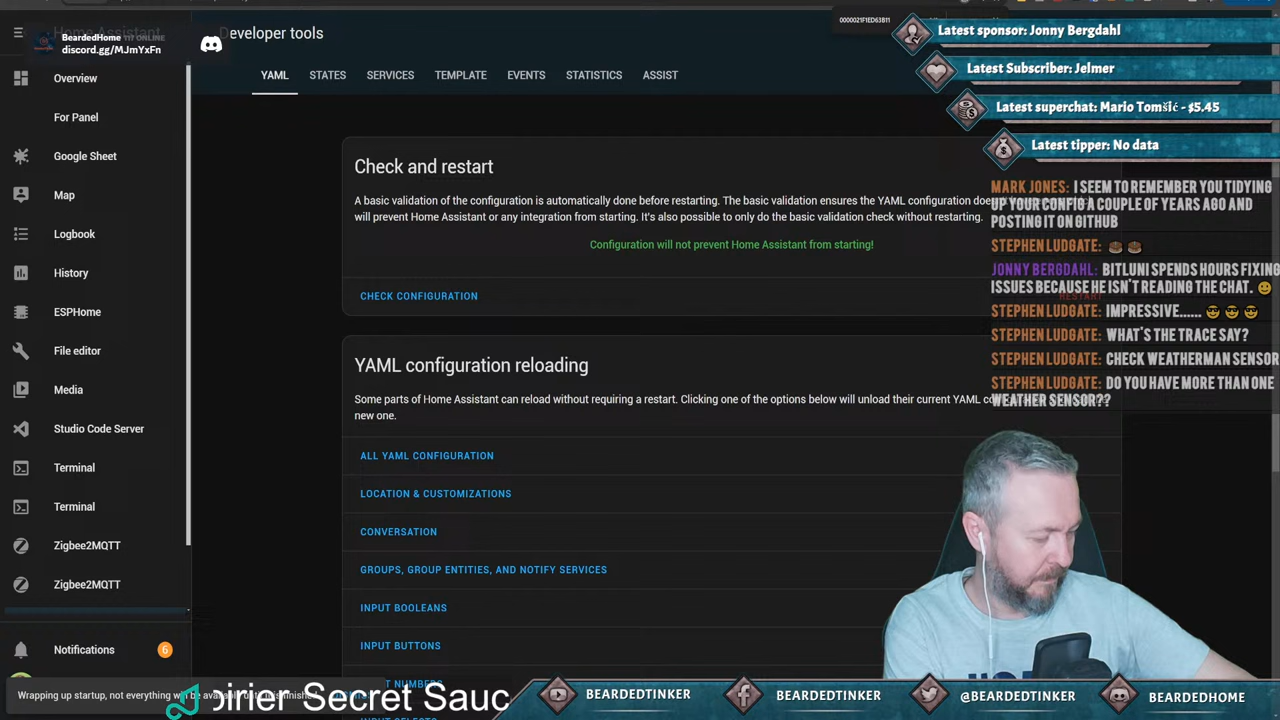 Home Assistant
BeardedHome 117 ONLINE
discord.gg/MJmYxFn
Developer tools
0000021F1ED63B11
Latest sponsor: Jonny Bergdahl
Latest Subscriber: Jelmer
Latest superchat: Mario Tomšić - $5.45
Latest tipper: No data
YAML
STATES
SERVICES
TEMPLATE
EVENTS
STATISTICS
ASSIST
Overview
For Panel
Google Sheet
Map
Logbook
History
ESPHome
File editor
Media
Studio Code Server
Terminal
Terminal
Zigbee2MQTT
Zigbee2MQTT
Notifications
6
Check and restart
A basic validation of the configuration is automatically done before restarting. The basic validation ensures the YAML configuration
will prevent Home Assistant or any integration from starting. It's also possible to only do the basic validation check without restarting.
Configuration will not prevent Home Assistant from starting!
CHECK CONFIGURATION
RESTART
YAML configuration reloading
Some parts of Home Assistant can reload without requiring a restart. Clicking one of the options below will unload their current YAML
new one.
ALL YAML CONFIGURATION
LOCATION & CUSTOMIZATIONS
CONVERSATION
GROUPS, GROUP ENTITIES, AND NOTIFY SERVICES
INPUT BOOLEANS
INPUT BUTTONS
MARK JONES: I SEEM TO REMEMBER YOU TIDYING
UP YOUR CONFIG A COUPLE OF YEARS AGO AND
POSTING IT ON GITHUB
STEPHEN LUDGATE:
JONNY BERGDAHL: BITLUNI SPENDS HOURS FIXING
ISSUES BECAUSE HE ISN'T READING THE CHAT.
STEPHEN LUDGATE: IMPRESSIVE......
STEPHEN LUDGATE: WHAT'S THE TRACE SAY?
STEPHEN LUDGATE: CHECK WEATHERMAN SENSOR
STEPHEN LUDGATE: DO YOU HAVE MORE THAN ONE
WEATHER SENSOR??
Wrapping up startup, not everything will be
pirier Secret Sauc
BEARDEDTINKER
BEARDEDTINKER
@BEARDEDTINKER
BEARDEDHOME